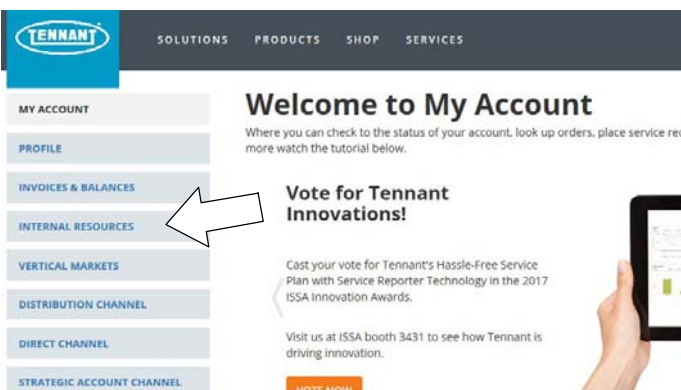 TENNANT
SOLUTIONS PRODUCTS SHOP SERVICES
MY ACCOUNT
PROFILE
INVOICES & BALANCES
INTERNAL RESOURCES
VERTICAL MARKETS
DISTRIBUTION CHANNEL
DIRECT CHANNEL
STRATEGIC ACCOUNT CHANNEL
Welcome to My Account
Where you can check to the status of your account, look up orders, place service re
more watch the tutorial below.
Vote for Tennant
Innovations!
Cast your vote for Tennant's Hassle-Free Service
Plan with Service Reporter Technology in the 2017
ISSA Innovation Awards.
Visit us at ISSA booth 3431 to see how Tennant is
driving innovation.
VOTE NOW